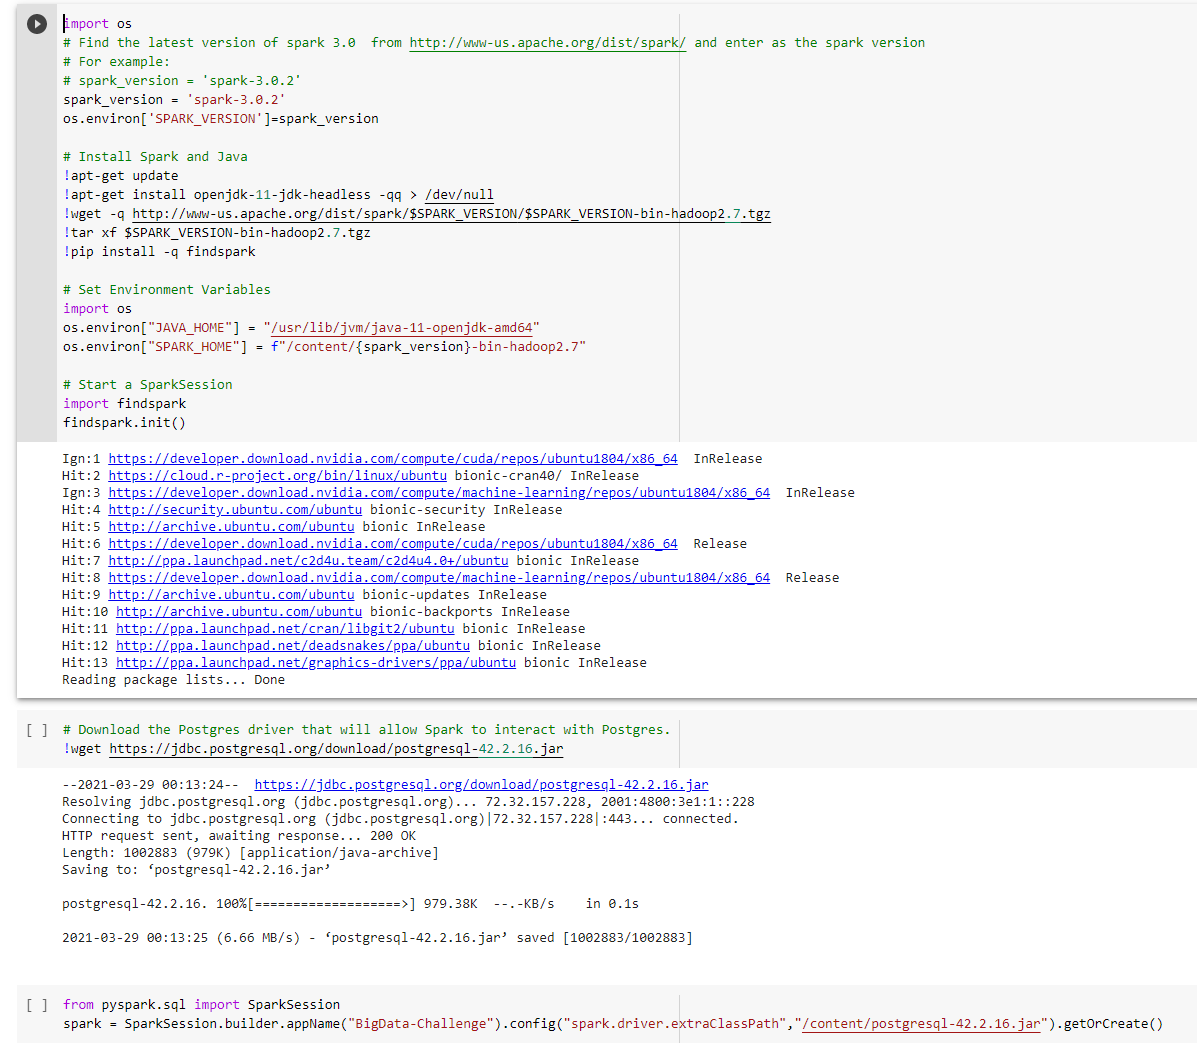 import os
# Find the latest version of spark 3.0  from http://www-us.apache.org/dist/spark/ and enter as the spark version
# For example:
# spark_version = 'spark-3.0.2'
spark_version = 'spark-3.0.2'
os.environ['SPARK_VERSION']=spark_version

# Install Spark and Java
!apt-get update
!apt-get install openjdk-11-jdk-headless -qq > /dev/null
!wget -q http://www-us.apache.org/dist/spark/$SPARK_VERSION/$SPARK_VERSION-bin-hadoop2.7.tgz
!tar xf $SPARK_VERSION-bin-hadoop2.7.tgz
!pip install -q findspark

# Set Environment Variables
import os
os.environ["JAVA_HOME"] = "/usr/lib/jvm/java-11-openjdk-amd64"
os.environ["SPARK_HOME"] = f"/content/{spark_version}-bin-hadoop2.7"

# Start a SparkSession
import findspark
findspark.init()

Ign:1 https://developer.download.nvidia.com/compute/cuda/repos/ubuntu1804/x86_64  InRelease
Hit:2 https://cloud.r-project.org/bin/linux/ubuntu bionic-cran40/ InRelease
Ign:3 https://developer.download.nvidia.com/compute/machine-learning/repos/ubuntu1804/x86_64  InRelease
Hit:4 http://security.ubuntu.com/ubuntu bionic-security InRelease
Hit:5 http://archive.ubuntu.com/ubuntu bionic InRelease
Hit:6 https://developer.download.nvidia.com/compute/cuda/repos/ubuntu1804/x86_64  Release
Hit:7 http://ppa.launchpad.net/c2d4u.team/c2d4u4.0+/ubuntu bionic InRelease
Hit:8 https://developer.download.nvidia.com/compute/machine-learning/repos/ubuntu1804/x86_64  Release
Hit:9 http://archive.ubuntu.com/ubuntu bionic-updates InRelease
Hit:10 http://archive.ubuntu.com/ubuntu bionic-backports InRelease
Hit:11 http://ppa.launchpad.net/cran/libgit2/ubuntu bionic InRelease
Hit:12 http://ppa.launchpad.net/deadsnakes/ppa/ubuntu bionic InRelease
Hit:13 http://ppa.launchpad.net/graphics-drivers/ppa/ubuntu bionic InRelease
Reading package lists... Done

[ ] # Download the Postgres driver that will allow Spark to interact with Postgres.
!wget https://jdbc.postgresql.org/download/postgresql-42.2.16.jar

--2021-03-29 00:13:24--  https://jdbc.postgresql.org/download/postgresql-42.2.16.jar
Resolving jdbc.postgresql.org (jdbc.postgresql.org)... 72.32.157.228, 2001:4800:3e1:1::228
Connecting to jdbc.postgresql.org (jdbc.postgresql.org)|72.32.157.228|:443... connected.
HTTP request sent, awaiting response... 200 OK
Length: 1002883 (979K) [application/java-archive]
Saving to: ‘postgresql-42.2.16.jar’

postgresql-42.2.16. 100%[===================>] 979.38K  --.-KB/s    in 0.1s

2021-03-29 00:13:25 (6.66 MB/s) - ‘postgresql-42.2.16.jar’ saved [1002883/1002883]

[ ] from pyspark.sql import SparkSession
spark = SparkSession.builder.appName("BigData-Challenge").config("spark.driver.extraClassPath","/content/postgresql-42.2.16.jar").getOrCreate()